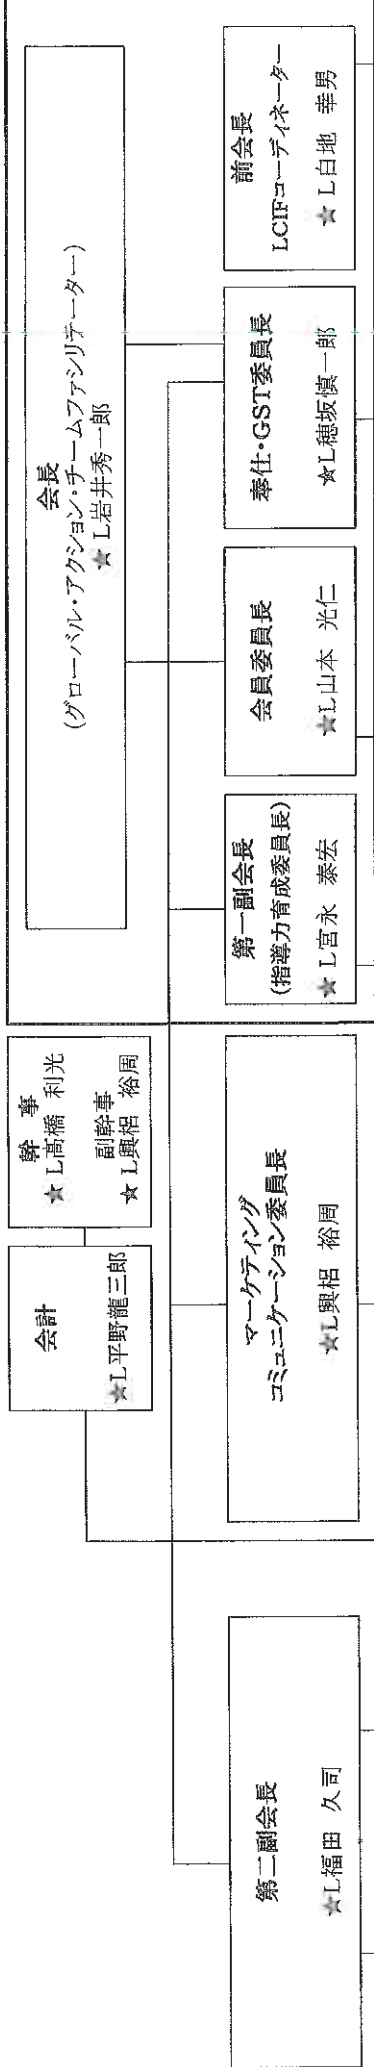 会計
★L平野龍三郎
幹 事
★L髙橋 利光
副幹事
★L興梠 裕周
会長
(グローバル・アクション・チームファシリテーター)
★L岩井秀一郎
第二副会長
★L福田 久司
マーケティング
コミュニケーション委員長
★L興梠 裕周
第一副会長
(指導力育成委員長)
★L宮永 泰宏
会員委員長
★L山本 光仁
奉仕・GST委員長
★L穂坂慎一郎
前会長
LCIFコーディネーター
★L白地 幸男